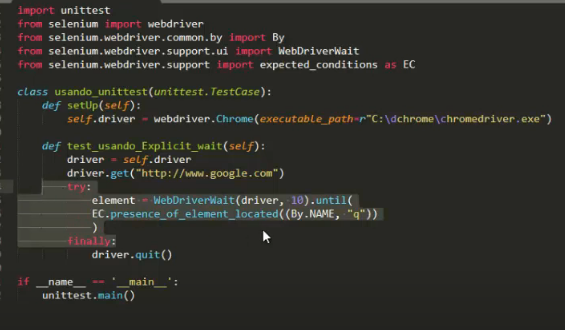 import unittest
from selenium import webdriver
from selenium.webdriver.common.by import By
from selenium.webdriver.support.ui import WebDriverWait
from selenium.webdriver.support import expected_conditions as EC
class usando_unittest(unittest.TestCase):
def setUp(self):
self.driver = webdriver.Chrome(executable_path=r"C:\dchrome\chromedriver.exe")
def test_usando_Explicit_wait(self):
driver = self.driver
driver.get("http://www.google.com")
try:
element = WebDriverWait(driver, 10).until(
EC.presence_of_element_located((By.NAME, "q"))
)
finally:
driver.quit()
if __name__ == '__main__':
unittest.main()